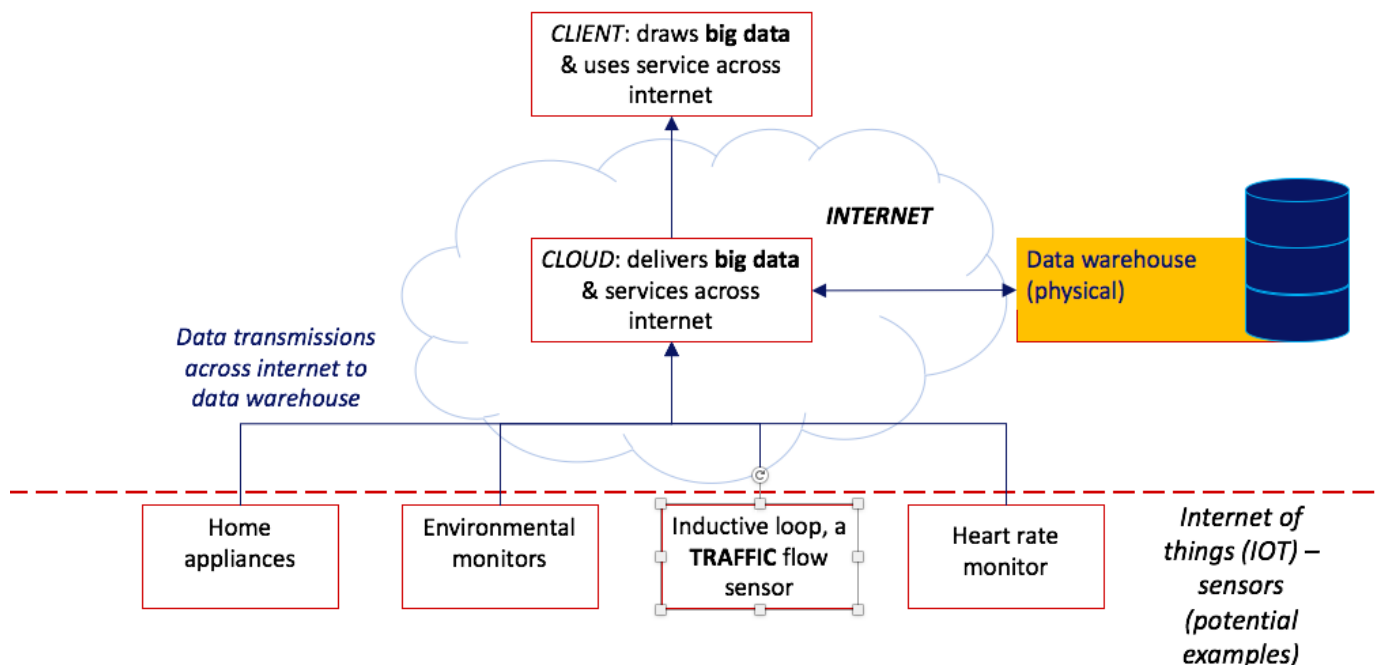 CLIENT: draws big data
& uses service across
internet
INTERNET
CLOUD: delivers big data
& services across
internet
Data warehouse
(physical)
Data transmissions
across internet to
data warehouse
Home
appliances
Environmental
monitors
Inductive loop, a
TRAFFIC flow
sensor
Heart rate
monitor
Internet of
things (IOT) –
sensors
(potential
examples)